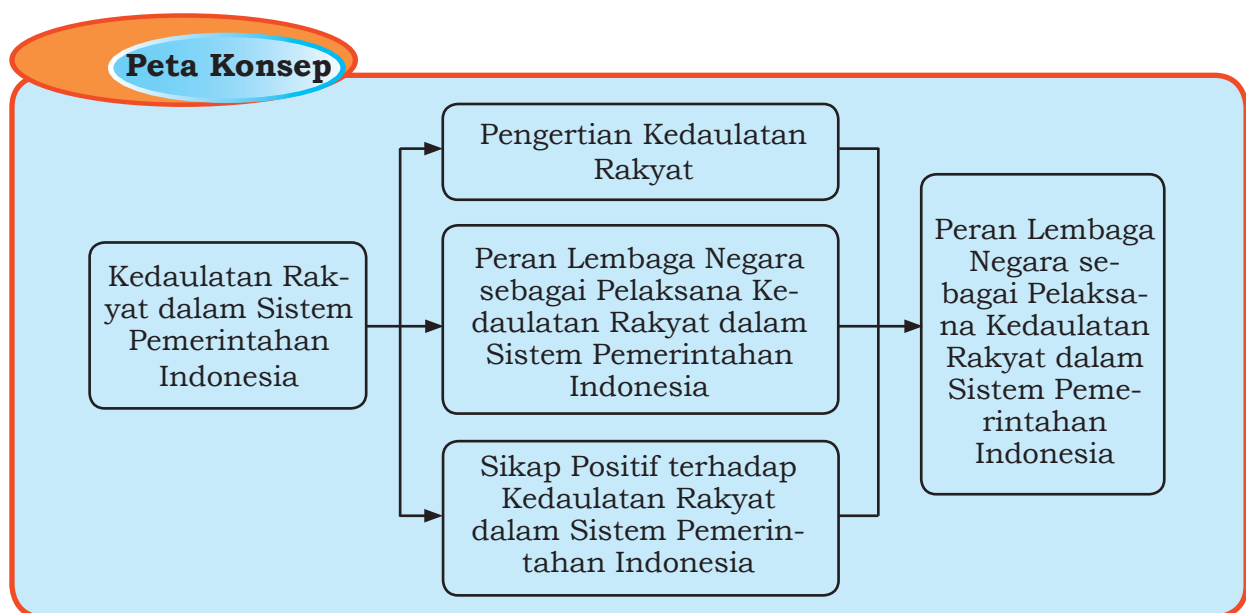 Peta Konsep
Kedaulatan Rak-
yat dalam Sistem
Pemerintahan
Indonesia
Pengertian Kedaulatan
Rakyat
Peran Lembaga Negara
sebagai Pelaksana Ke-
daulatan Rakyat dalam
Sistem Pemerintahan
Indonesia
Sikap Positif terhadap
Kedaulatan Rakyat
dalam Sistem Pemerin-
tahan Indonesia
Peran Lembaga
Negara se-
bagai Pelaksa-
na Kedaulatan
Rakyat dalam
Sistem Peme-
rintahan
Indonesia